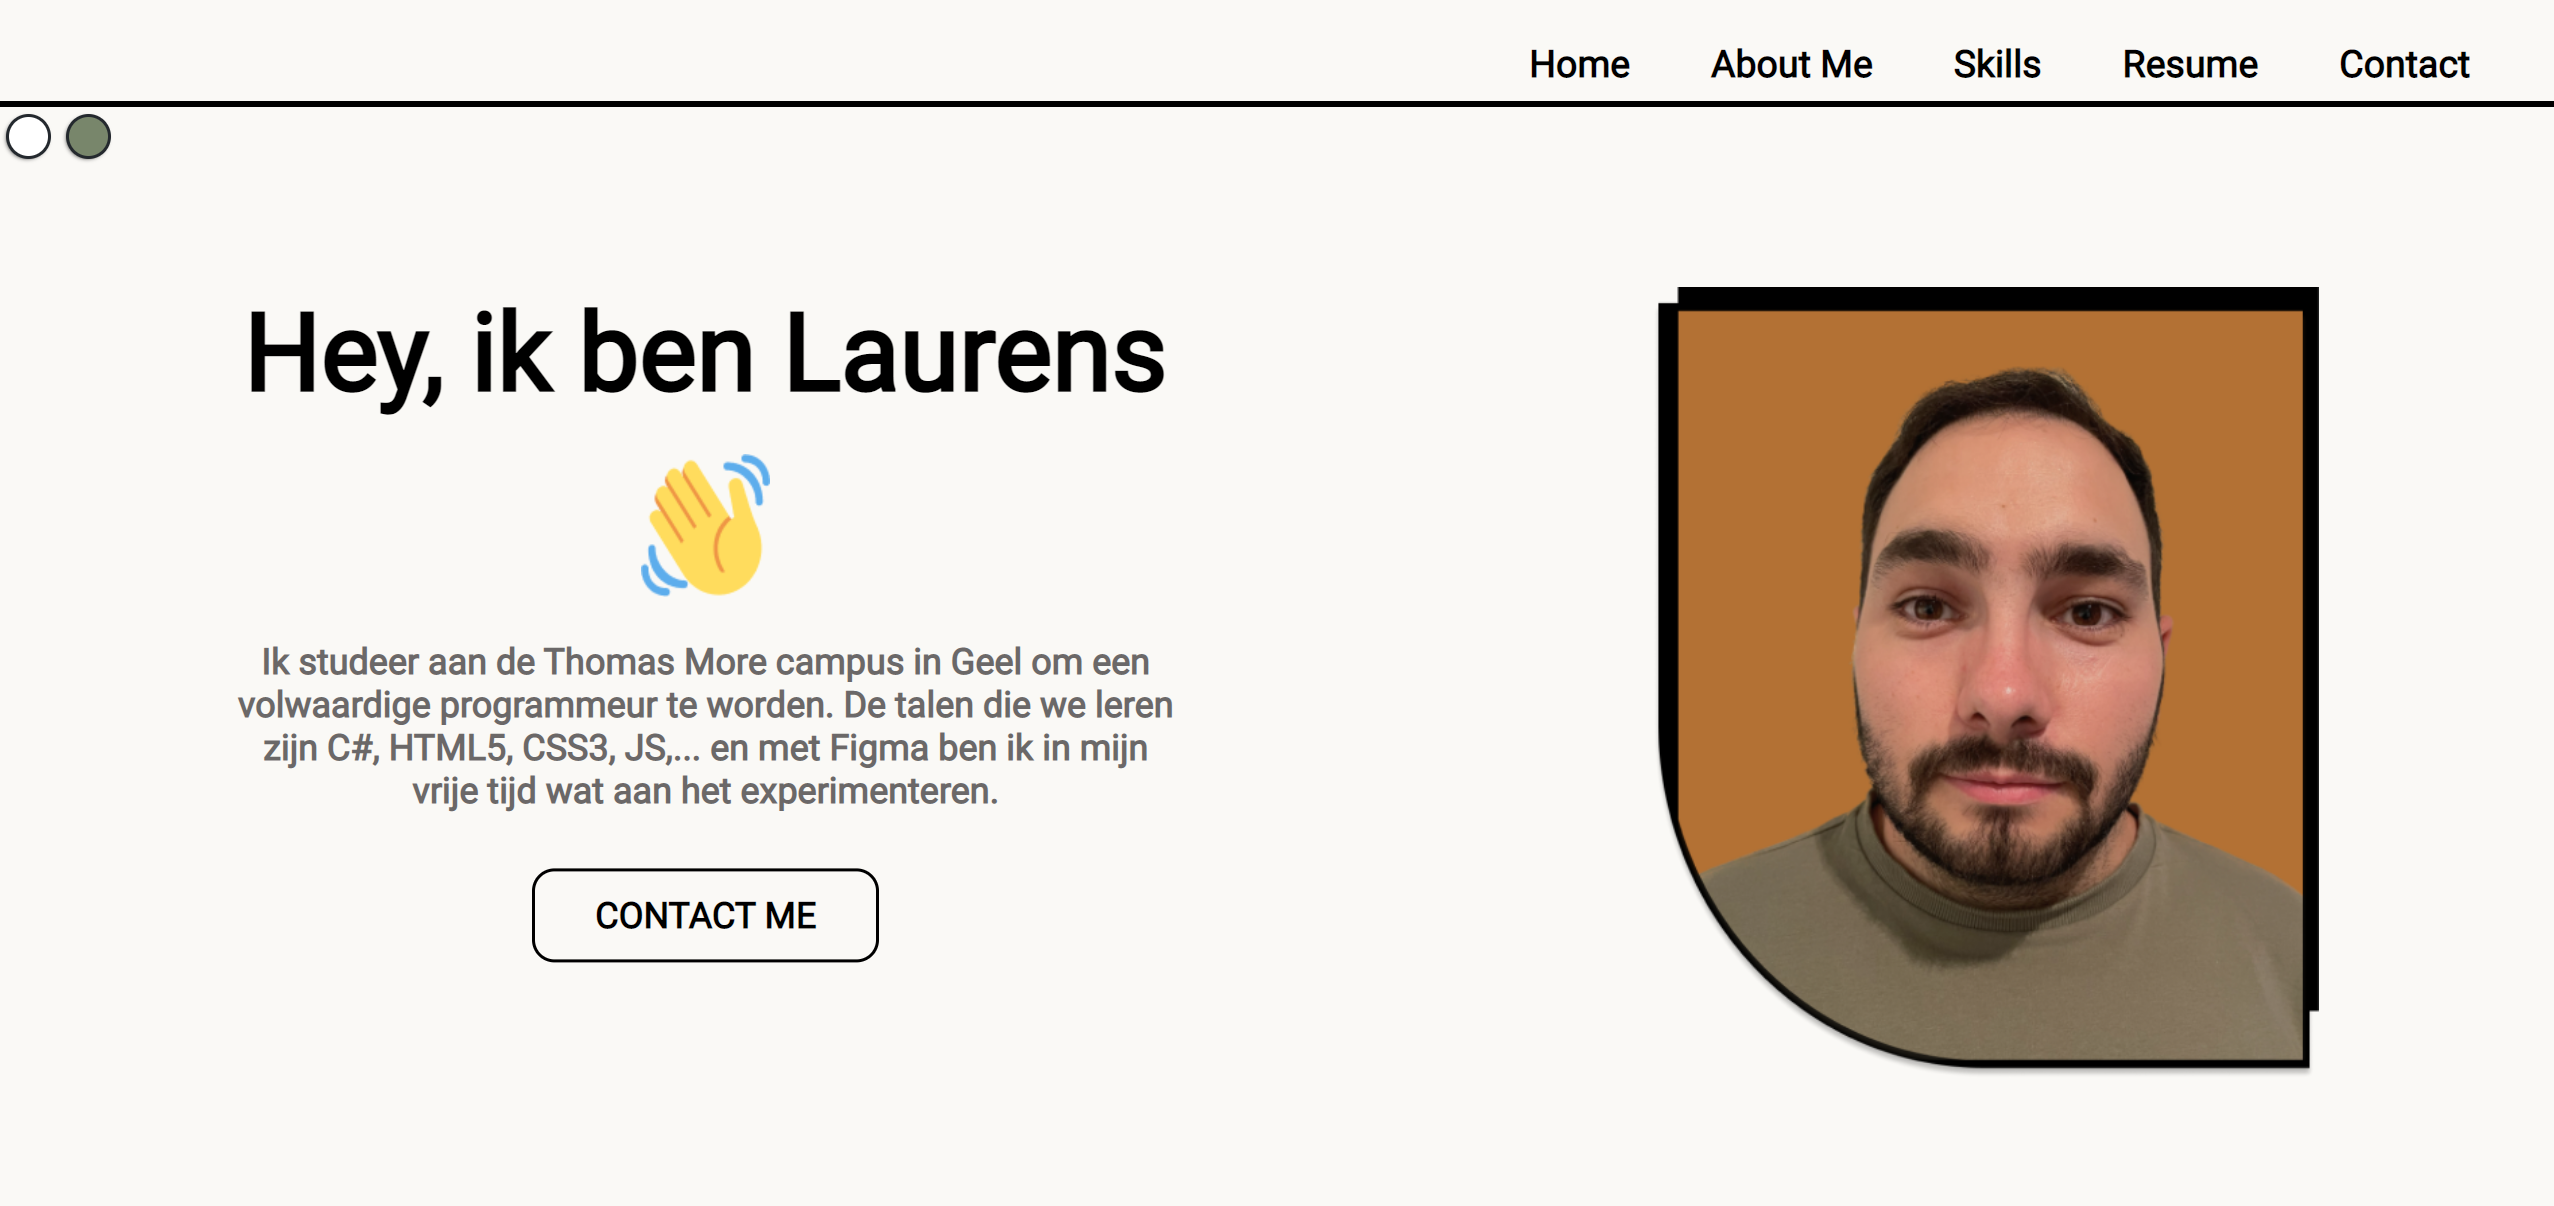 Home About Me Skills Resume Contact
Hey, ik ben Laurens
Ik studeer aan de Thomas More campus in Geel om een
volwaardige programmeur te worden. De talen die we leren
zijn C#, HTML5, CSS3, JS,... en met Figma ben ik in mijn
vrije tijd wat aan het experimenteren.
CONTACT ME